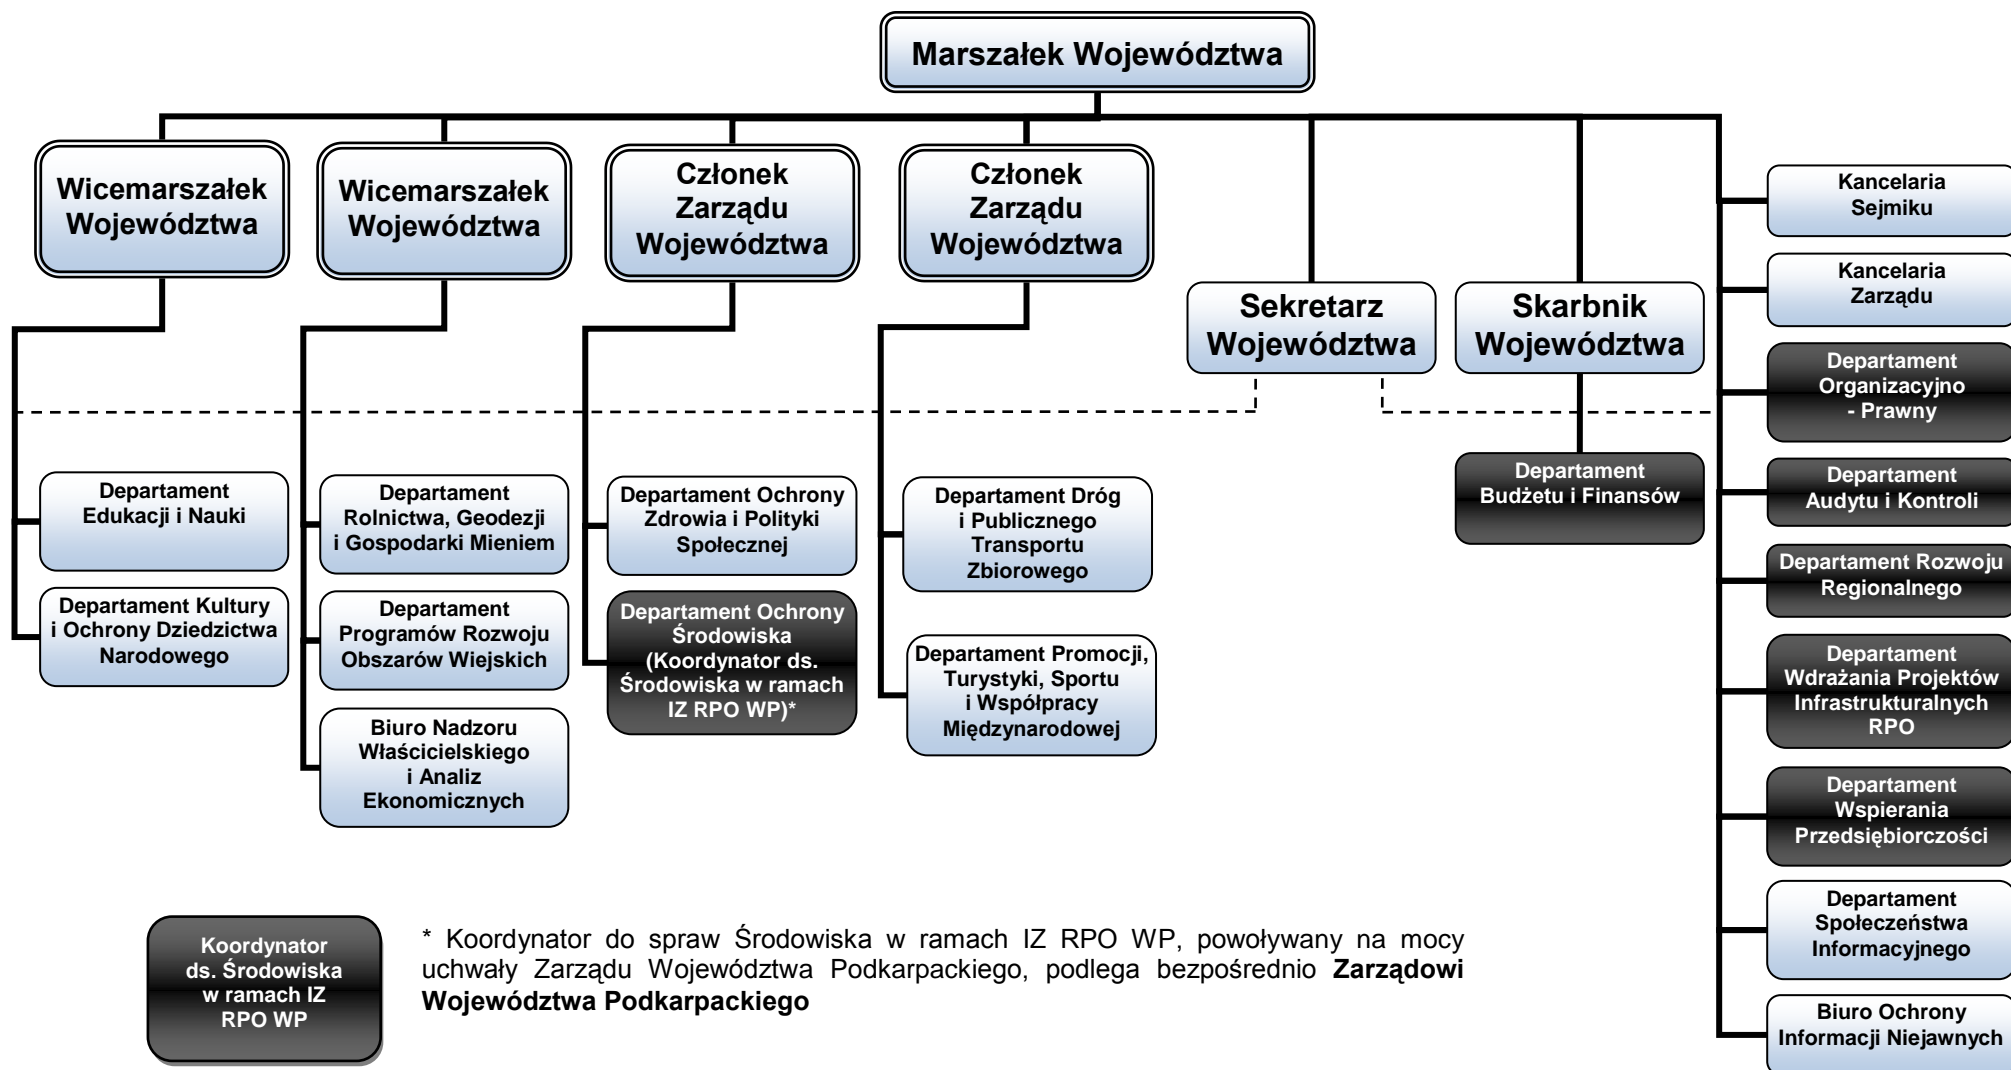 Marszałek Województwa
Wicemarszałek
Województwa
Wicemarszałek
Województwa
Członek
Zarządu
Województwa
Członek
Zarządu
Województwa
Sekretarz
Województwa
Skarbnik
Województwa
Departament
Edukacji i Nauki
Departament Kultury
i Ochrony Dziedzictwa
Narodowego
Departament
Rolnictwa, Geodezji
i Gospodarki Mieniem
Departament
Programów Rozwoju
Obszarów Wiejskich
Biuro Nadzoru
Właścicielskiego
i Analiz
Ekonomicznych
Departament Ochrony
Zdrowia i Polityki
Społecznej
Departament Ochrony
Środowiska
(Koordynator ds.
Środowiska w ramach
IZ RPO WP)*
Departament Dróg
i Publicznego
Transportu
Zbiorowego
Departament Promocji,
Turystyki, Sportu
i Współpracy
Międzynarodowej
Departament
Budżetu i Finansów
Kancelaria
Sejmiku
Kancelaria
Zarządu
Departament
Organizacyjno
- Prawny
Departament
Audytu i Kontroli
Departament Rozwoju
Regionalnego
Departament
Wdrażania Projektów
Infrastrukturalnych
RPO
Departament
Wspierania
Przedsiębiorczości
Departament
Społeczeństwa
Informacyjnego
Biuro Ochrony
Informacji Niejawnych
Koordynator
ds. Środowiska
w ramach IZ
RPO WP
* Koordynator do spraw Środowiska w ramach IZ RPO WP, powoływany na mocy
uchwały Zarządu Województwa Podkarpackiego, podlega bezpośrednio Zarządowi
Województwa Podkarpackiego